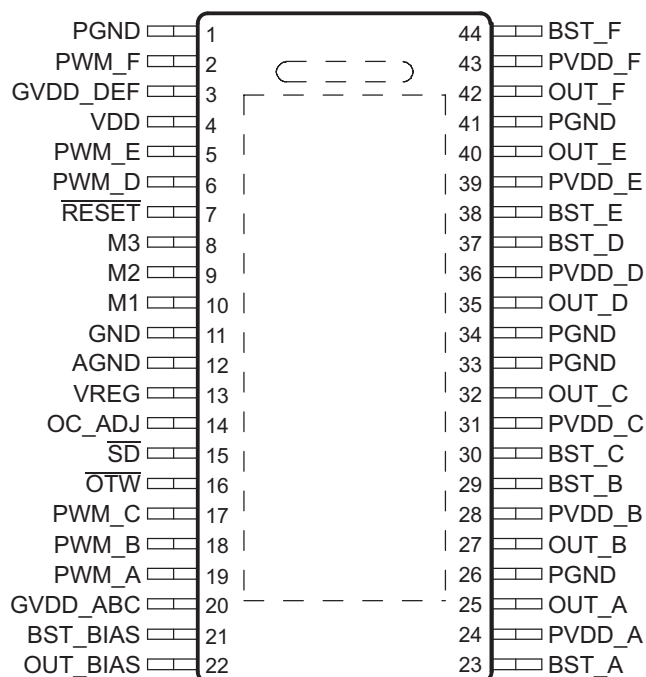 PGND 1 44 BST_F
PWM_F 2 43 PVDD_F
GVDD_DEF 3 42 OUT_F
VDD 4 41 PGND
PWM_E 5 40 OUT_E
PWM_D 6 39 PVDD_E
RESET 7 38 BST_E
M3 8 37 BST_D
M2 9 36 PVDD_D
M1 10 35 OUT_D
GND 11 34 PGND
AGND 12 33 PGND
VREG 13 32 OUT_C
OC_ADJ 14 31 PVDD_C
SD 15 30 BST_C
OTW 16 29 BST_B
PWM_C 17 28 PVDD_B
PWM_B 18 27 OUT_B
PWM_A 19 26 PGND
GVDD_ABC 20 25 OUT_A
BST_BIAS 21 24 PVDD_A
OUT_BIAS 22 23 BST_A